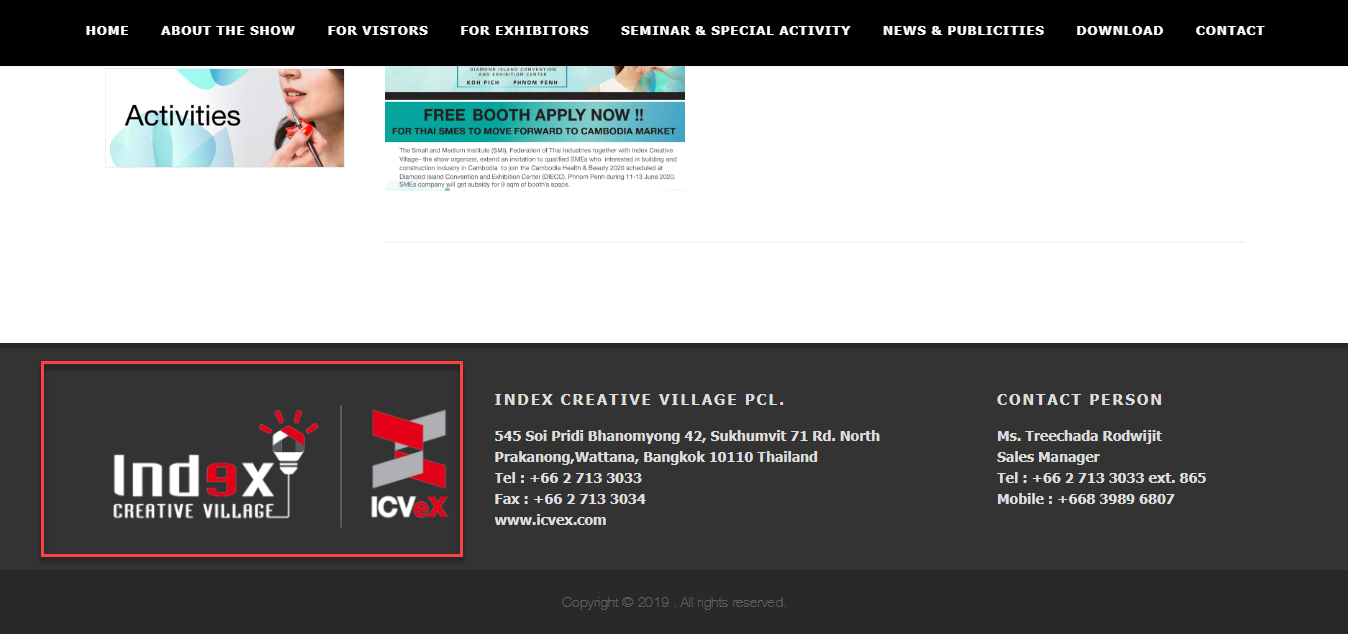 HOME ABOUT THE SHOW FOR VISTORS FOR EXHIBITORS SEMINAR & SPECIAL ACTIVITY NEWS & PUBLICITIES DOWNLOAD CONTACT
Activities
DIAMOND ISLAND CONVENTION
AND EXHIBITION CENTER
KOH PICH PHNOM PENH
FREE BOOTH APPLY NOW !!
FOR THAI SMES TO MOVE FORWARD TO CAMBODIA MARKET
The Small and Medium Institute (SMI), Federation of Thai Industries together with Index Creative
Village- the show organizer, extend an invitation to qualified SMEs who interested in building and
construction industry in Cambodia to join the Cambodia Health & Beauty 2020 scheduled at
Diamond Island Convention and Exhibition Center (DIECC), Phnom Penh during 11-13 June 2020.
SMEs company will get subsidy for 9 sqm of booth's space.
Index
CREATIVE VILLAGE
ICVeX
INDEX CREATIVE VILLAGE PCL.
545 Soi Pridi Bhanomyong 42, Sukhumvit 71 Rd. North
Prakanong,Wattana, Bangkok 10110 Thailand
Tel : +66 2 713 3033
Fax : +66 2 713 3034
www.icvex.com
CONTACT PERSON
Ms. Treechada Rodwijit
Sales Manager
Tel : +66 2 713 3033 ext. 865
Mobile : +668 3989 6807
Copyright © 2019 . All rights reserved.